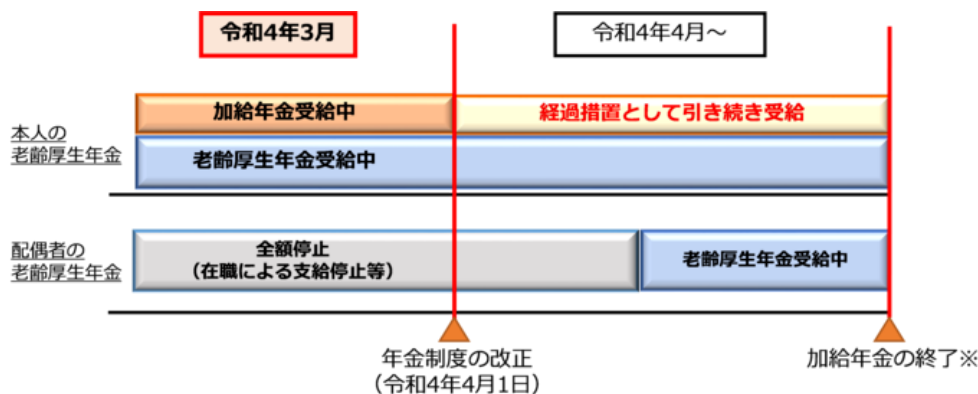 令和4年3月
令和4年4月～
本人の
老齢厚生年金
加給年金受給中
経過措置として引き続き受給
老齢厚生年金受給中
配偶者の
老齢厚生年金
全額停止
（在職による支給停止等）
老齢厚生年金受給中
年金制度の改正
（令和4年4月1日）
加給年金の終了※